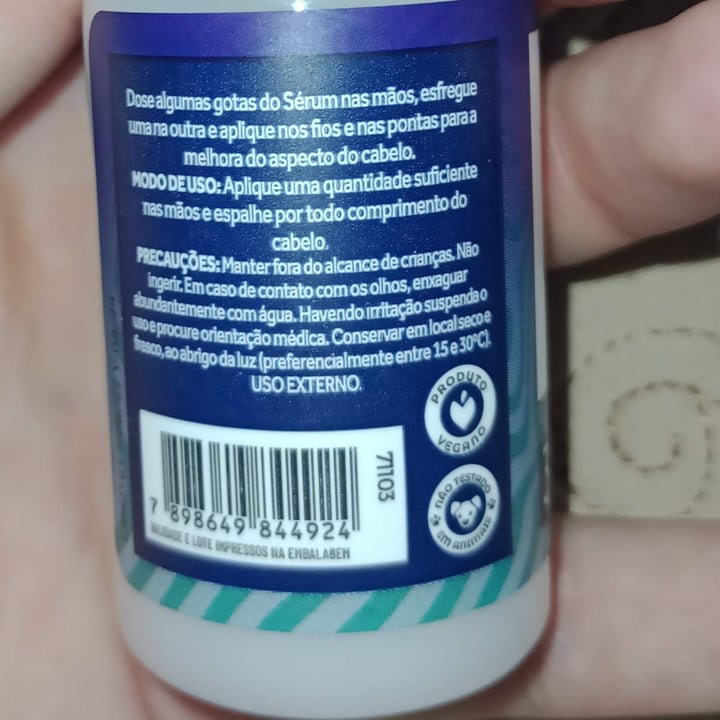 Dose algumas gotas do Sérum nas mãos, esfregue
uma na outra e aplique nos fios e nas pontas para a
melhora do aspecto do cabelo.
MODO DE USO: Aplique uma quantidade suficiente
nas mãos e espalhe por todo comprimento do
cabelo.
PRECAUÇÕES: Manter fora do alcance de crianças. Não
ingerir. Em caso de contato com os olhos, enxaguar
abundantemente com água. Havendo irritação suspenda o
uso e procure orientação médica. Conservar em local seco e
fresco, ao abrigo da luz (preferencialmente entre 15 e 30°C).
USO EXTERNO.
PRODUTO
VEGANO
NÃO TESTADO
EM ANIMAIS
71103
7 898649 844924
VALIDADE E LOTE IMPRESSOS NA EMBALAGEM